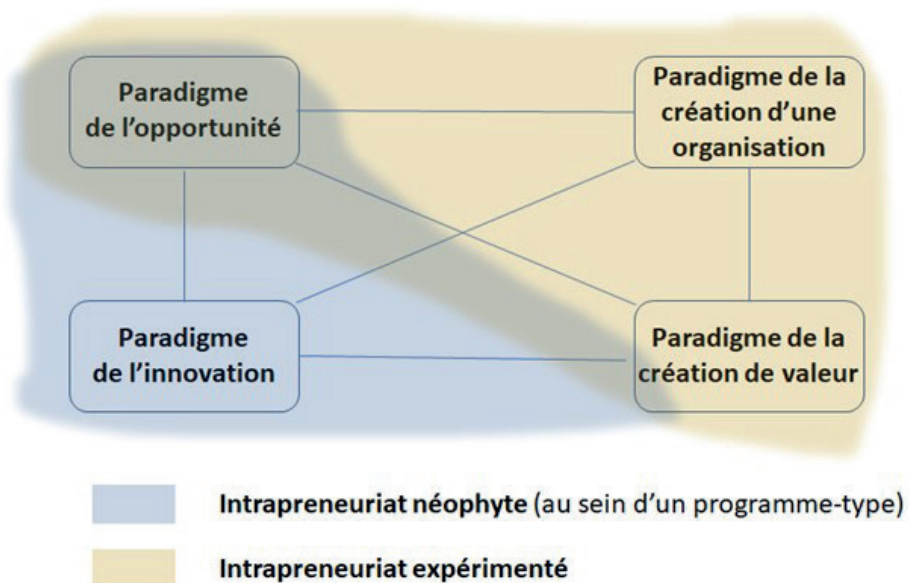 Paradigme
de l’opportunité
Paradigme de la
création d’une
organisation
Paradigme
de l’innovation
Paradigme de la
création de valeur
Intrapreneuriat néophyte (au sein d’un programme-type)
Intrapreneuriat expérimenté